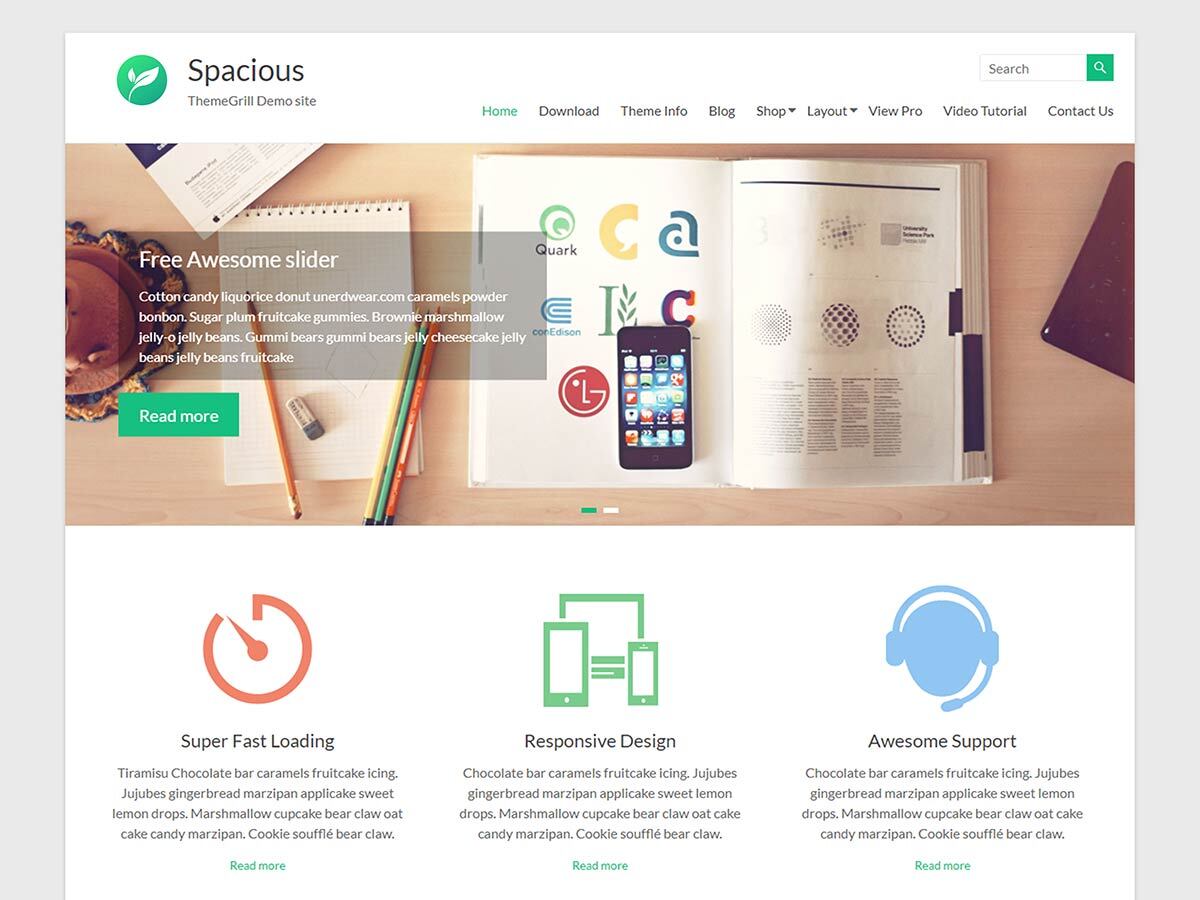 Spacious
ThemeGrill Demo site
Search
Home Download Theme Info Blog Shop Layout View Pro Video Tutorial Contact Us
Free Awesome slider
Cotton candy liquorice donut unerdwear.com caramels powder
bonbon. Sugar plum fruitcake gummies. Brownie marshmallow
jelly-o jelly beans. Gummi bears gummi bears jelly cheesecake jelly
beans jelly beans fruitcake
Read more
Quark
conEdison
LG
University
Science Park
Super Fast Loading
Tiramisu Chocolate bar caramels fruitcake icing.
Jujubes gingerbread marzipan applicake sweet
lemon drops. Marshmallow cupcake bear claw oat
cake candy marzipan. Cookie soufflé bear claw.
Read more
Responsive Design
Chocolate bar caramels fruitcake icing. Jujubes
gingerbread marzipan applicake sweet lemon
drops. Marshmallow cupcake bear claw oat cake
candy marzipan. Cookie soufflé bear claw.
Read more
Awesome Support
Chocolate bar caramels fruitcake icing. Jujubes
gingerbread marzipan applicake sweet lemon
drops. Marshmallow cupcake bear claw oat cake
candy marzipan. Cookie soufflé bear claw.
Read more